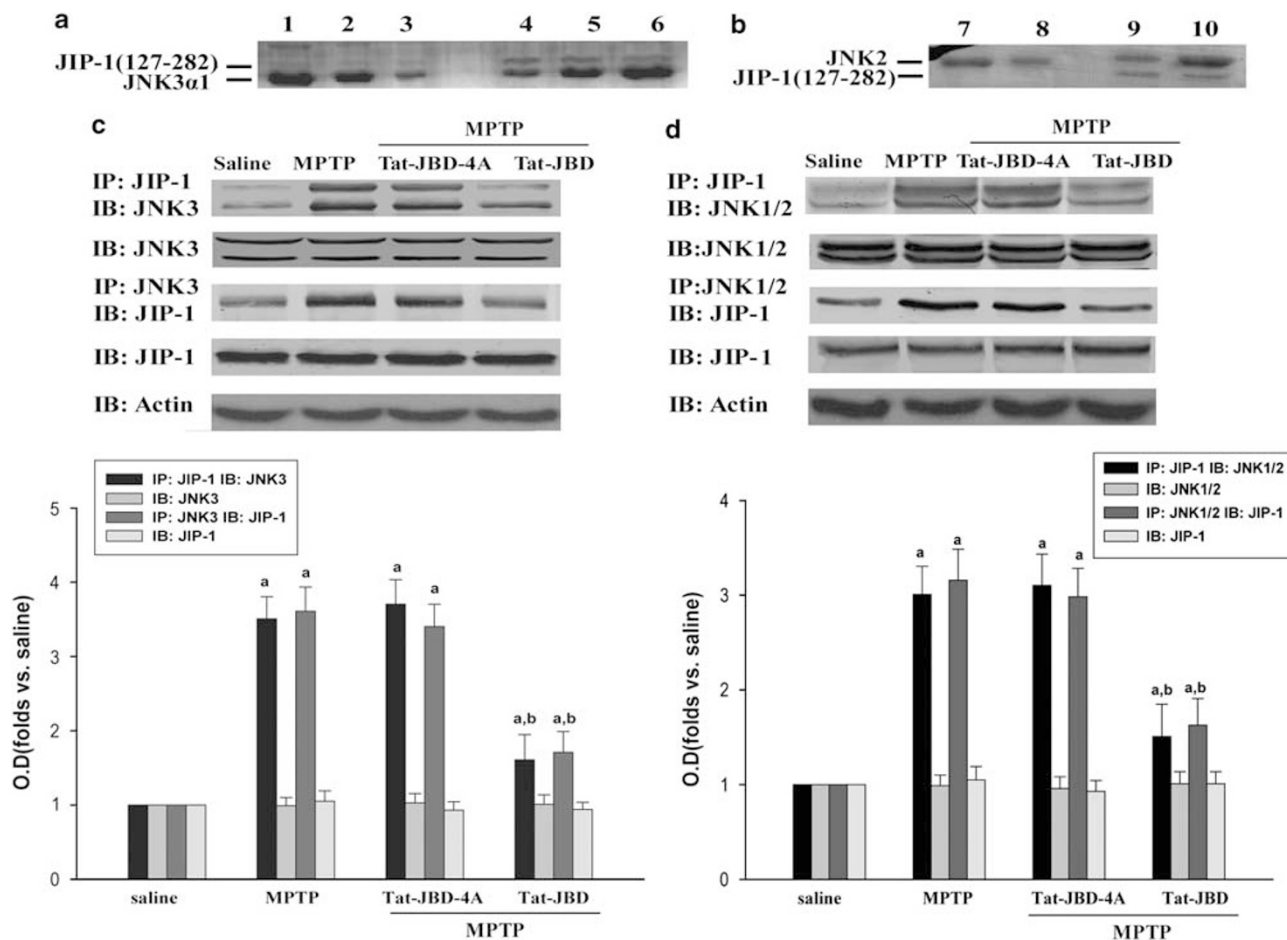 a
1 2 3 4 5 6
JIP-1(127-282)
JNK3α1
b
7 8 9 10
JNK2
JIP-1(127-282)
c
MPTP
Saline MPTP Tat-JBD-4A Tat-JBD
IP: JIP-1
IB: JNK3
IB: JNK3
IP: JNK3
IB: JIP-1
IB: JIP-1
IB: Actin
d
MPTP
Saline MPTP Tat-JBD-4A Tat-JBD
IP: JIP-1
IB: JNK1/2
IB:JNK1/2
IP:JNK1/2
IB: JIP-1
IB: JIP-1
IB: Actin
IP: JIP-1 IB: JNK3
IB: JNK3
IP: JNK3 IB: JIP-1
IB: JIP-1
O.D(folds vs. saline)
5
4
3
2
1
0
a a a a a,b a,b
saline MPTP Tat-JBD-4A Tat-JBD
MPTP
IP: JIP-1 IB: JNK1/2
IB: JNK1/2
IP: JNK1/2 IB: JIP-1
IB: JIP-1
O.D(folds vs. saline)
4
3
2
1
0
a a a a a,b a,b
saline MPTP Tat-JBD-4A Tat-JBD
MPTP